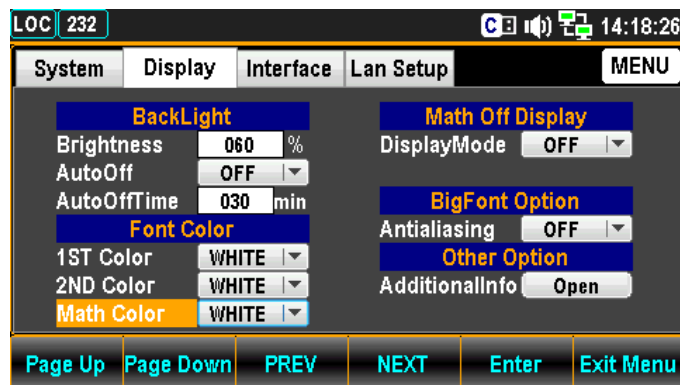 LOC 232 C 14:18:26
System Display Interface Lan Setup MENU
BackLight
Brightness 060 %
AutoOff OFF
AutoOffTime 030 min
Font Color
1ST Color WHITE
2ND Color WHITE
Math Color WHITE
Math Off Display
DisplayMode OFF
BigFont Option
Antialiasing OFF
Other Option
AdditionalInfo Open
Page Up Page Down PREV NEXT Enter Exit Menu